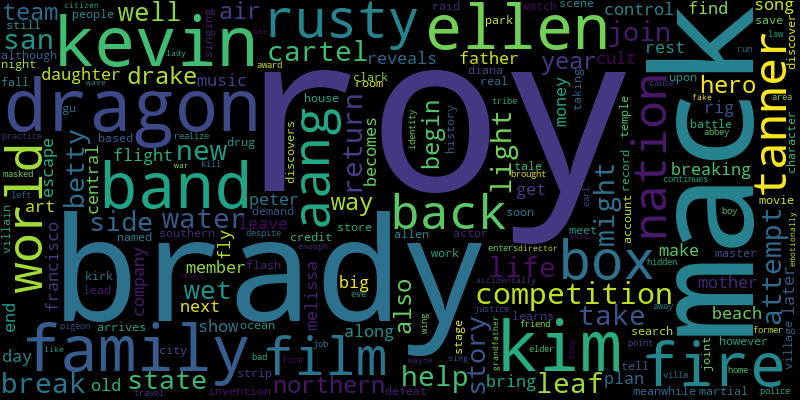 team people well air rusty ellen control find song
still singing raid watch scene park save
san kevin cartel join rest discovery
although reveals father year cult upon law
night daughter drake music clark diana real money award run
fall dragon roy room taking tribe nation hero tanner
gu house identity history rig mack area
practice based return begin light temple battle
betty flight new aang discovers becomes tale record fake character
escape central drug brought abbey
realize war kill breaking continues movie
masked band peter way back get might account boy
left art side water leave demand soon meet master
world southern credit store allen actor box attempt village later
villain named fly despite enters director make hidden
francisco member enough also work life mother emotionally
kirk company flash melissa accidentally beach
lead wet big eve competition take justice search former
end brady next wing learns however away
pigeon arrives show ocean along stage story kim friend joint
day family film help elder leaf fire tell home
like city job grandfather villa
break old state strip bad firm wayne sing bring plan point
travel northern invention defeat meanwhile martial police
citizen lady use wave cause